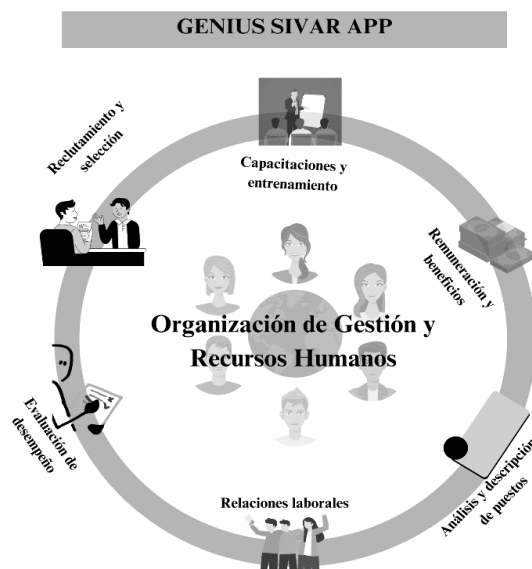 GENIUS SIVAR APP
Reclutamiento y
selección
Capacitaciones y
entrenamiento
Remuneración y
beneficios
Organización de Gestión y
Recursos Humanos
Evaluación de
desempeño
Análisis y descripción
de puestos
Relaciones laborales